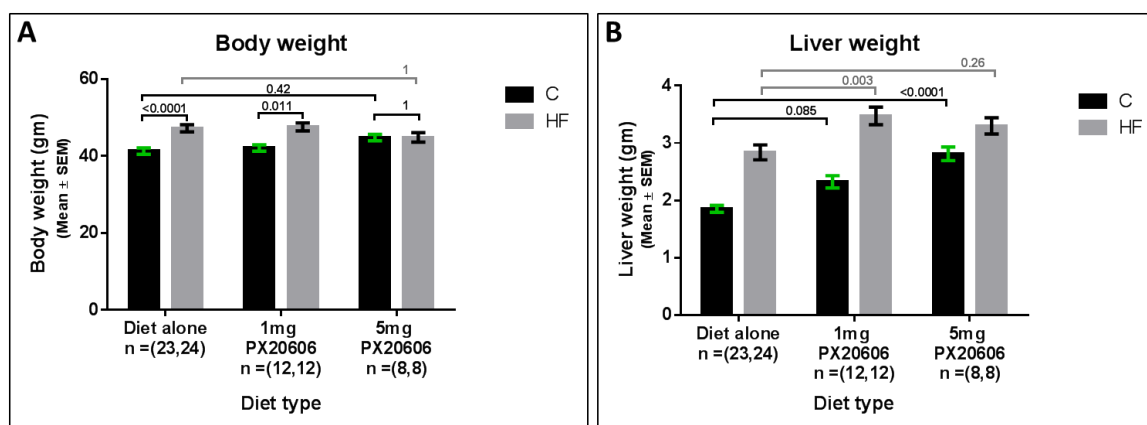 A
Body weight
Body weight (gm)
(Mean ± SEM)
60
40
20
0
1
0.42
<0.0001
0.011
1
C
HF
Diet alone
n =(23,24)
1mg
PX20606
n =(12,12)
5mg
PX20606
n =(8,8)
Diet type
B
Liver weight
Liver weight (gm)
(Mean ± SEM)
4
3
2
1
0
0.26
0.003
<0.0001
0.085
C
HF
Diet alone
n =(23,24)
1mg
PX20606
n =(12,12)
5mg
PX20606
n =(8,8)
Diet type